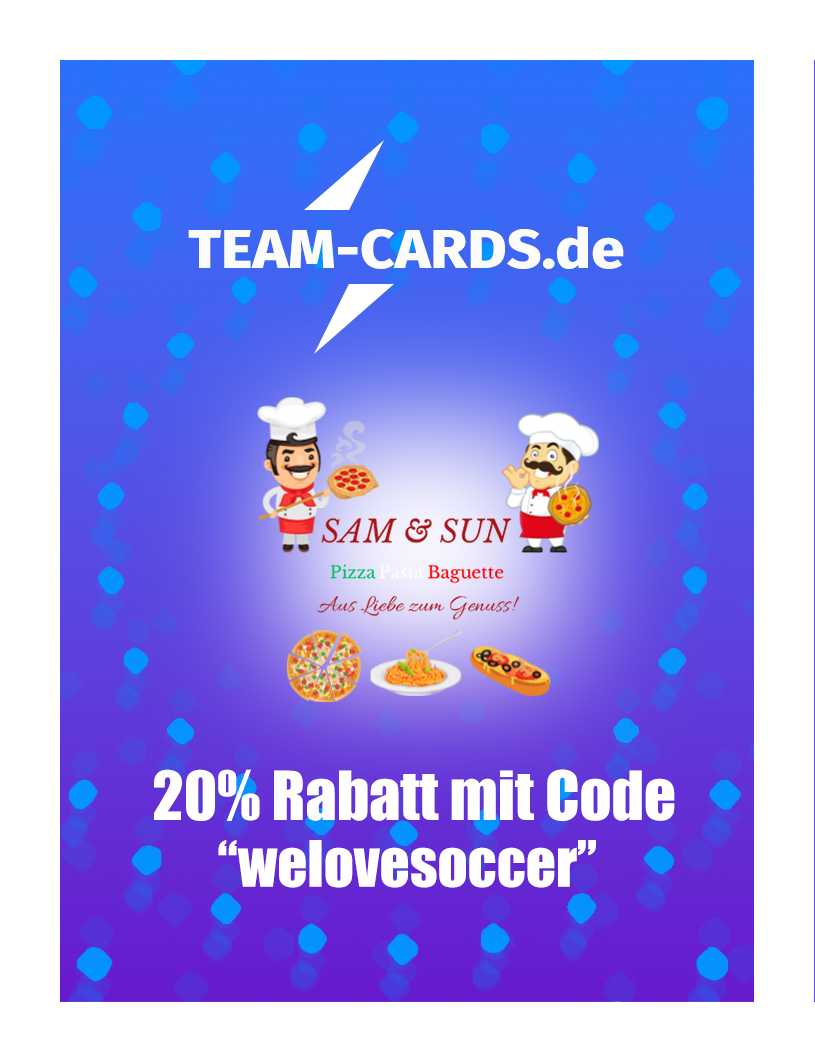 TEAM-CARDS.de
SAM & SUN
Pizza Pasta Baguette
Aus Liebe zum Genuss!
20% Rabatt mit Code
“welovesoccer”